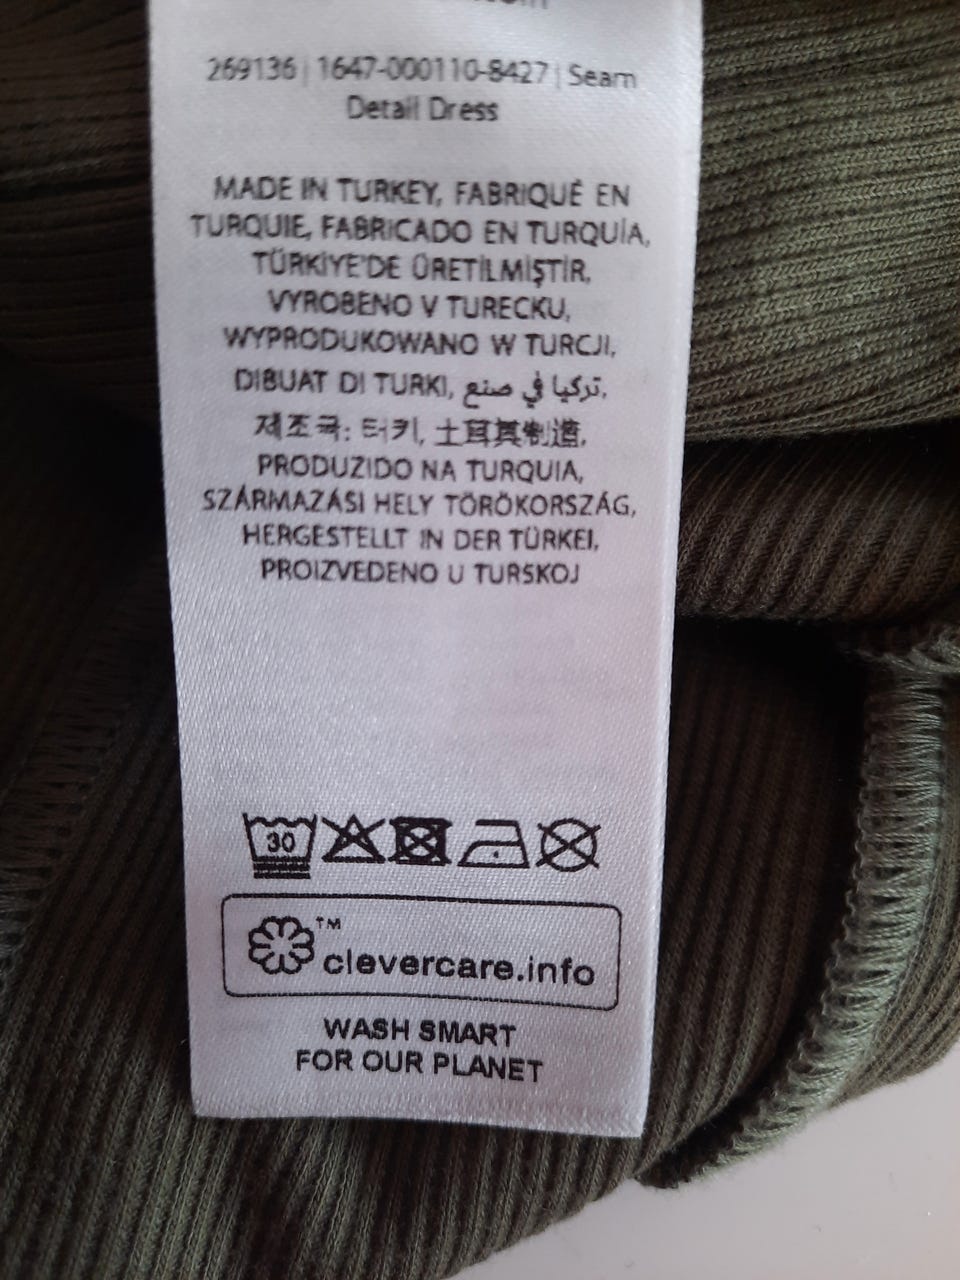 269136 | 1647-000110-8427 | Seam
Detail Dress
MADE IN TURKEY, FABRIQUÉ EN
TURQUIE, FABRICADO EN TURQUÍA,
TÜRKİYE'DE ÜRETİLMİŞTİR,
VYROBENO V TURECKU,
WYPRODUKOWANO W TURCJI,
DIBUAT DI TURKI, تركيا في صنع,
제조국: 터키, 土耳其制造,
PRODUZIDO NA TURQUIA,
SZÁRMAZÁSI HELY TÖRÖKORSZÁG,
HERGESTELLT IN DER TÜRKEI,
PROIZVEDENO U TURSKOJ
30
™
clevercare.info
WASH SMART
FOR OUR PLANET